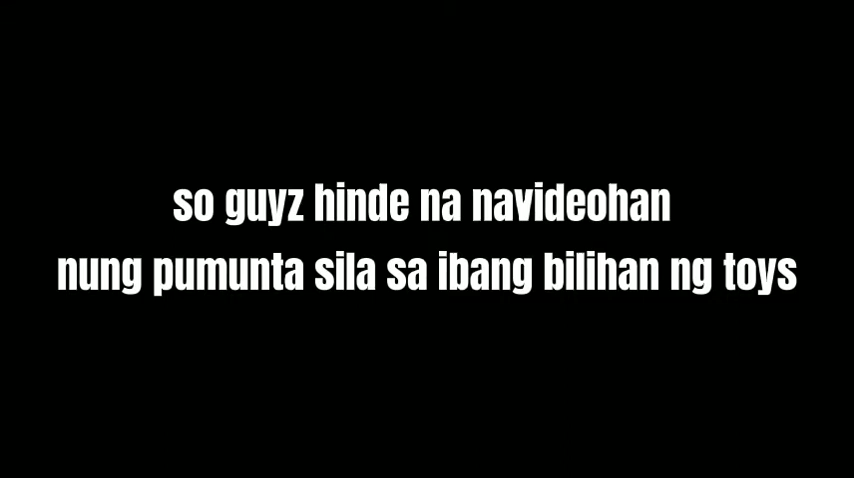 so guyz hinde na navideohan
nung pumunta sila sa ibang bilihan ng toys